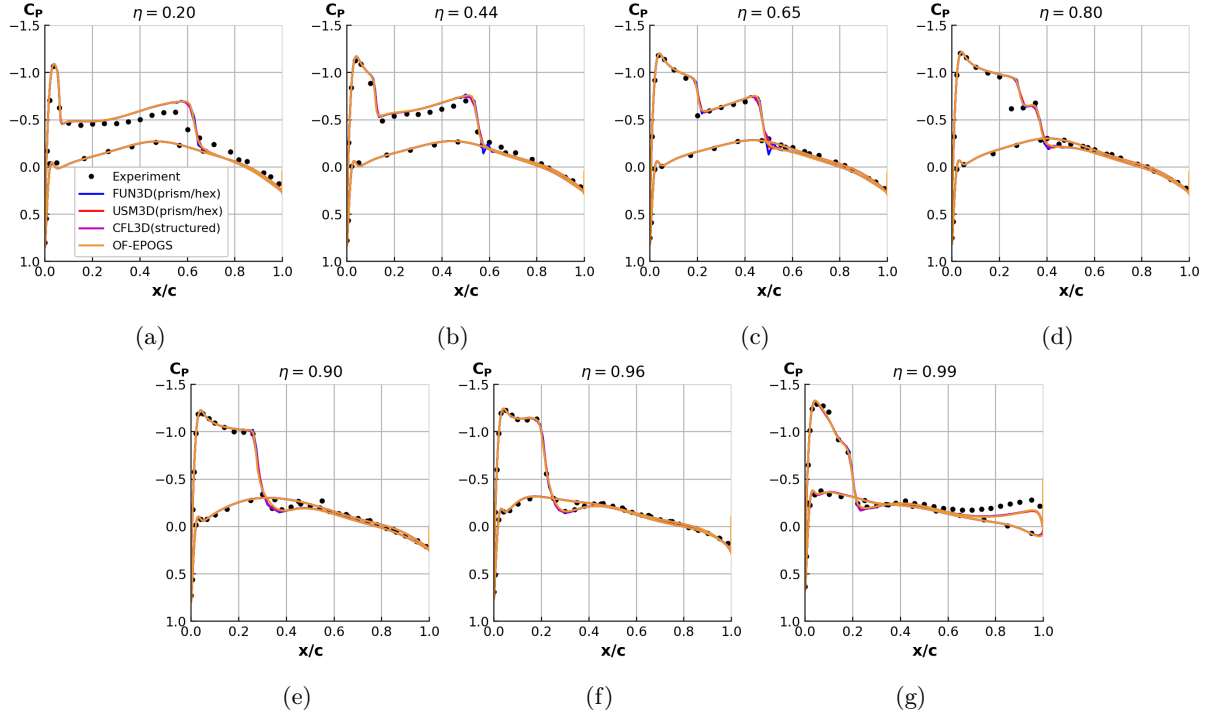 C_P η = 0.20
−1.5
−1.0
−0.5
0.0
0.5
1.0
Experiment
FUN3D(prism/hex)
USM3D(prism/hex)
CFL3D(structured)
OF-EPOGS
0.0 0.2 0.4 0.6 0.8 1.0
x/c
(a)
C_P η = 0.44
−1.5
−1.0
−0.5
0.0
0.5
1.0
0.0 0.2 0.4 0.6 0.8 1.0
x/c
(b)
C_P η = 0.65
−1.5
−1.0
−0.5
0.0
0.5
1.0
0.0 0.2 0.4 0.6 0.8 1.0
x/c
(c)
C_P η = 0.80
−1.5
−1.0
−0.5
0.0
0.5
1.0
0.0 0.2 0.4 0.6 0.8 1.0
x/c
(d)
C_P η = 0.90
−1.5
−1.0
−0.5
0.0
0.5
1.0
0.0 0.2 0.4 0.6 0.8 1.0
x/c
(e)
C_P η = 0.96
−1.5
−1.0
−0.5
0.0
0.5
1.0
0.0 0.2 0.4 0.6 0.8 1.0
x/c
(f)
C_P η = 0.99
−1.5
−1.0
−0.5
0.0
0.5
1.0
0.0 0.2 0.4 0.6 0.8 1.0
x/c
(g)